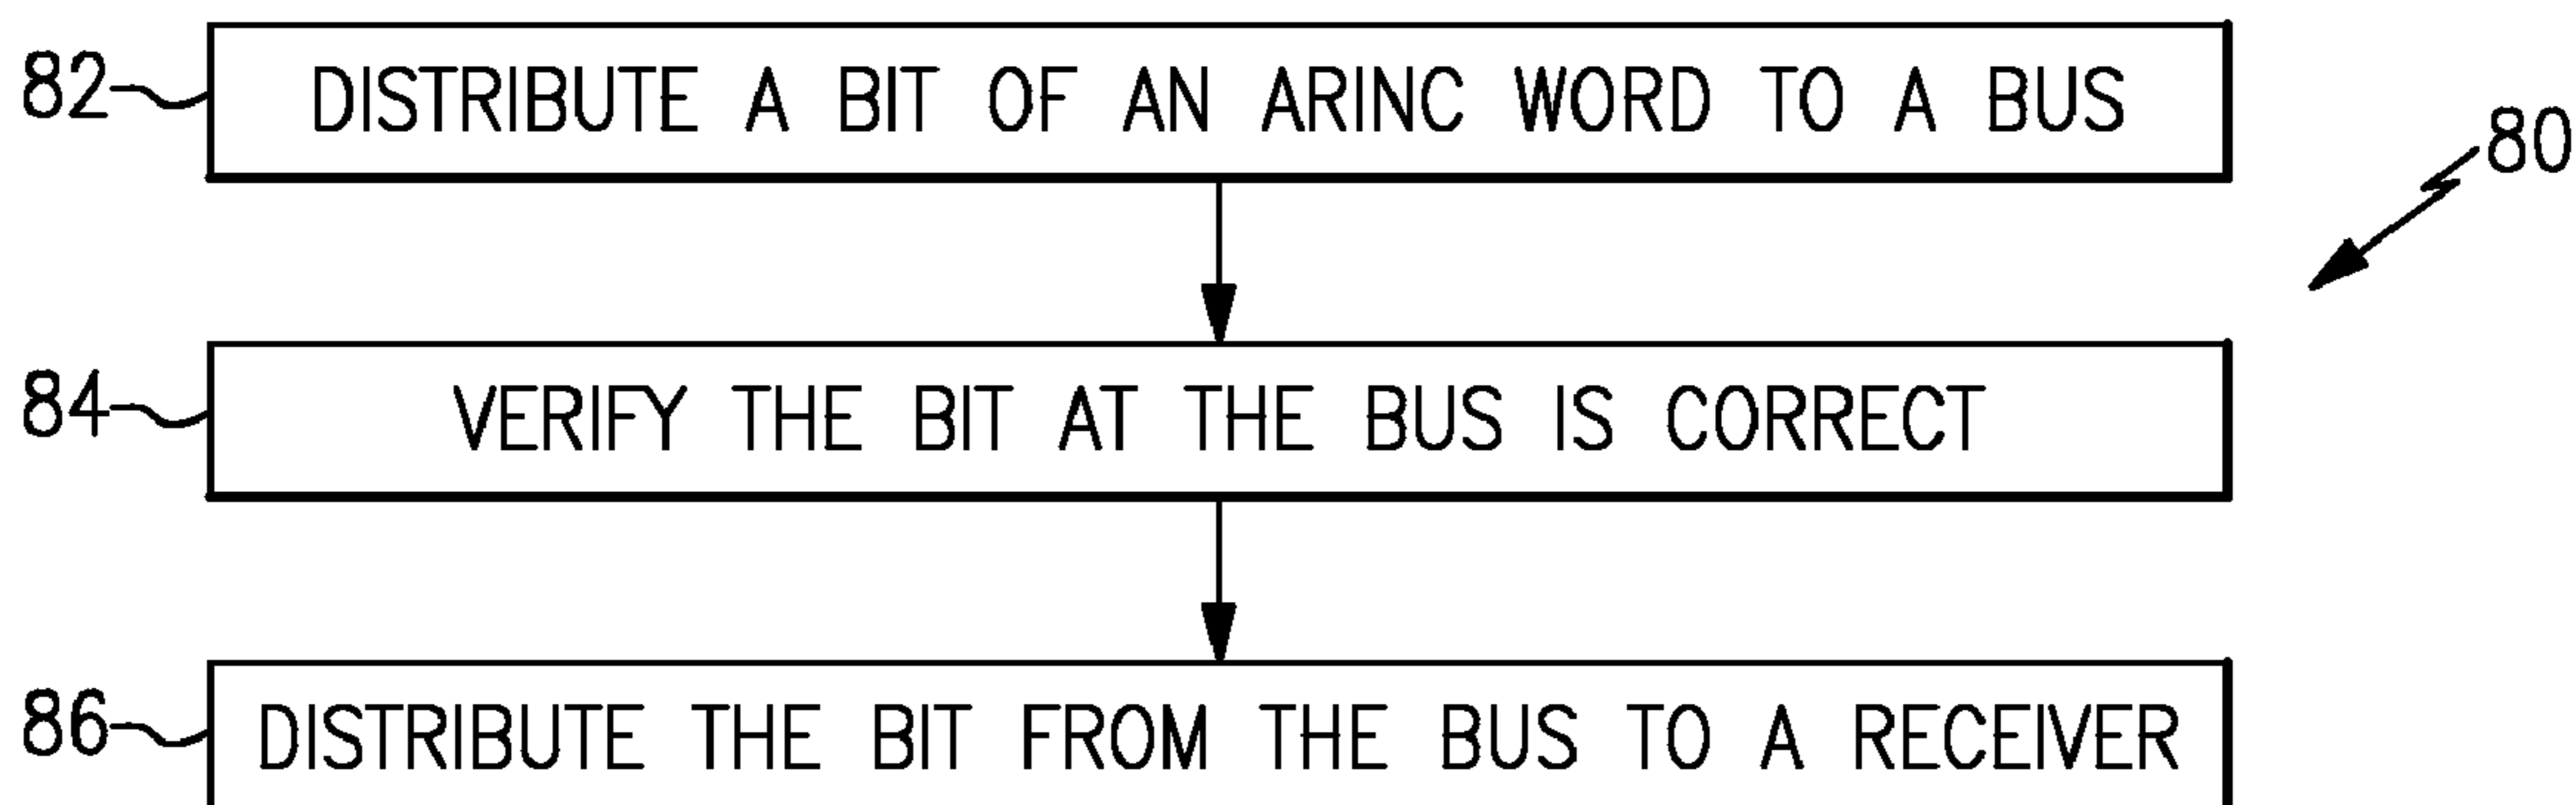 82 DISTRIBUTE A BIT OF AN ARINC WORD TO A BUS
80
84 VERIFY THE BIT AT THE BUS IS CORRECT
86 DISTRIBUTE THE BIT FROM THE BUS TO A RECEIVER